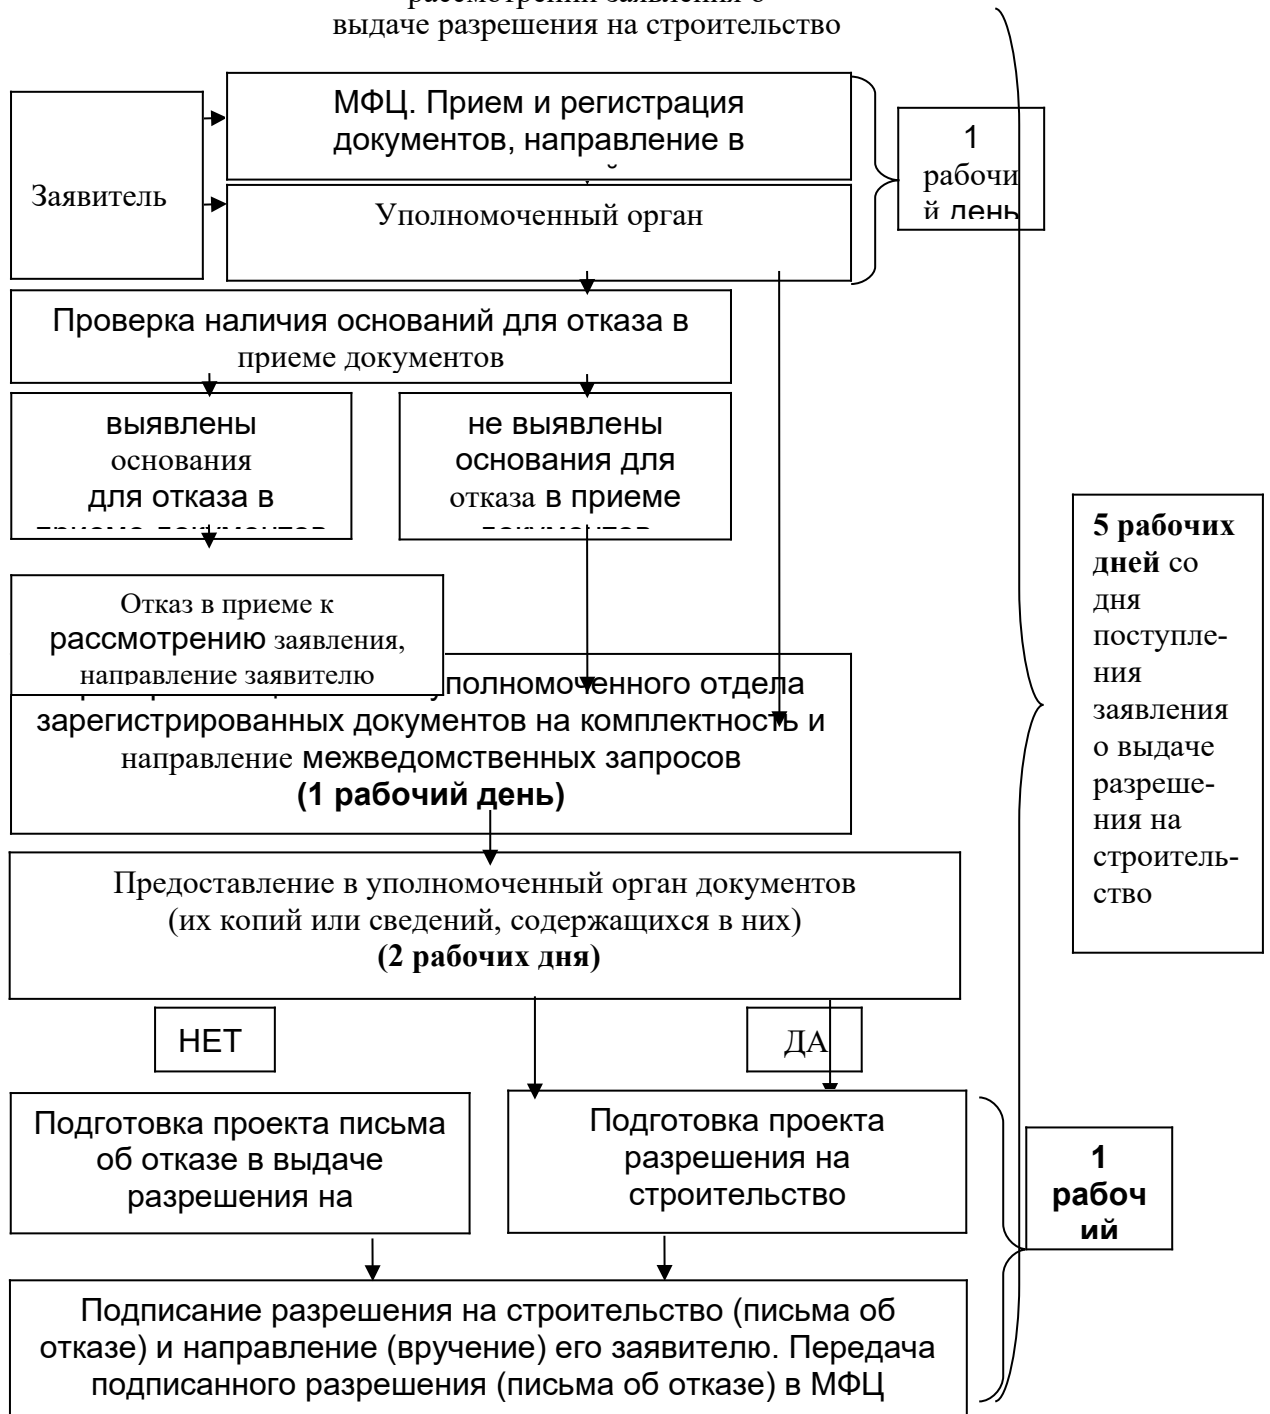 рассмотрении заявления о
выдаче разрешения на строительство
МФЦ. Прием и регистрация
документов, направление в
1
рабочи
й день
Заявитель
Уполномоченный орган
Проверка наличия оснований для отказа в
приеме документов
выявлены
основания
для отказа в
приеме документов
не выявлены
основания для
отказа в приеме
документов
5 рабочих
дней со
дня
поступле-
ния
заявления
о выдаче
разреше-
ния на
строитель-
ство
Отказ в приеме к
рассмотрению заявления,
направление заявителю
уполномоченного отдела
зарегистрированных документов на комплектность и
направление межведомственных запросов
(1 рабочий день)
Предоставление в уполномоченный орган документов
(их копий или сведений, содержащихся в них)
(2 рабочих дня)
НЕТ
ДА
Подготовка проекта письма
об отказе в выдаче
разрешения на
Подготовка проекта
разрешения на
строительство
1
рабоч
ий
Подписание разрешения на строительство (письма об
отказе) и направление (вручение) его заявителю. Передача
подписанного разрешения (письма об отказе) в МФЦ